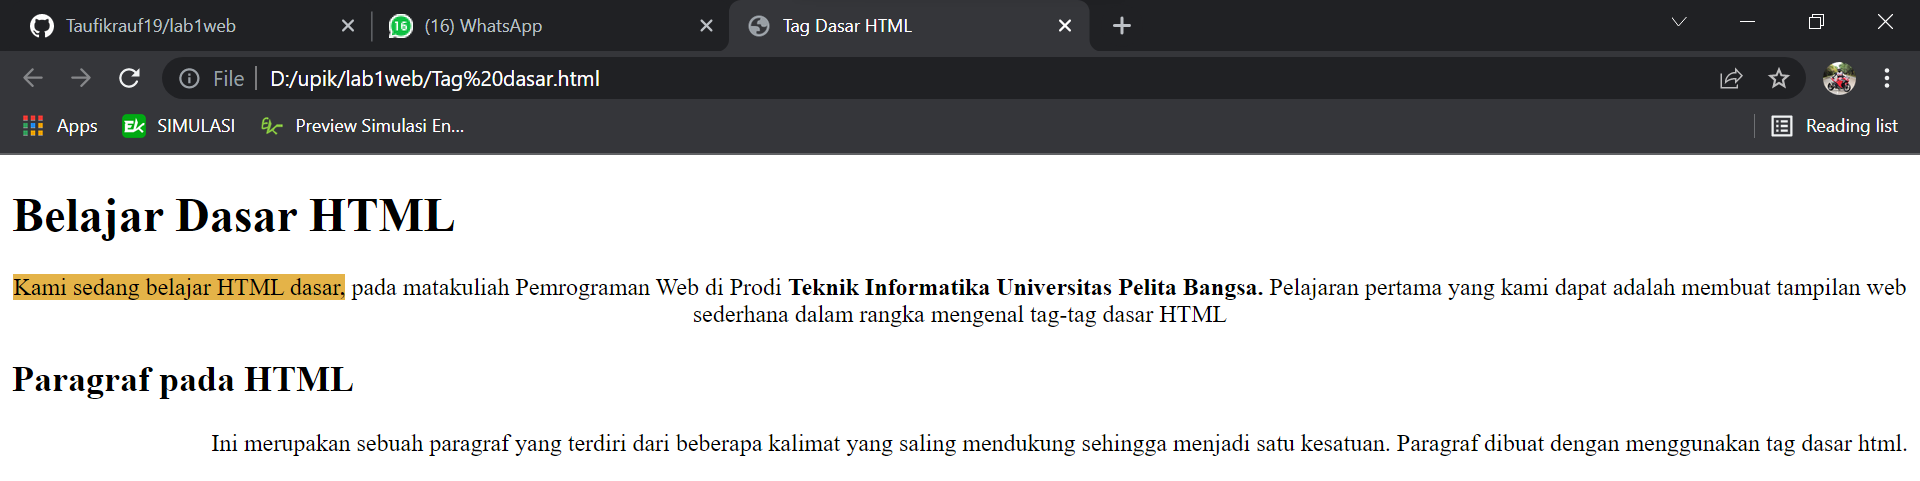 Taufikrauf19/lab1web
(16) WhatsApp
Tag Dasar HTML
File D:/upik/lab1web/Tag%20dasar.html
Apps
SIMULASI
Preview Simulasi En...
Reading list
Belajar Dasar HTML
Kami sedang belajar HTML dasar, pada matakuliah Pemrograman Web di Prodi Teknik Informatika Universitas Pelita Bangsa. Pelajaran pertama yang kami dapat adalah membuat tampilan web
sederhana dalam rangka mengenal tag-tag dasar HTML
Paragraf pada HTML
Ini merupakan sebuah paragraf yang terdiri dari beberapa kalimat yang saling mendukung sehingga menjadi satu kesatuan. Paragraf dibuat dengan menggunakan tag dasar html.